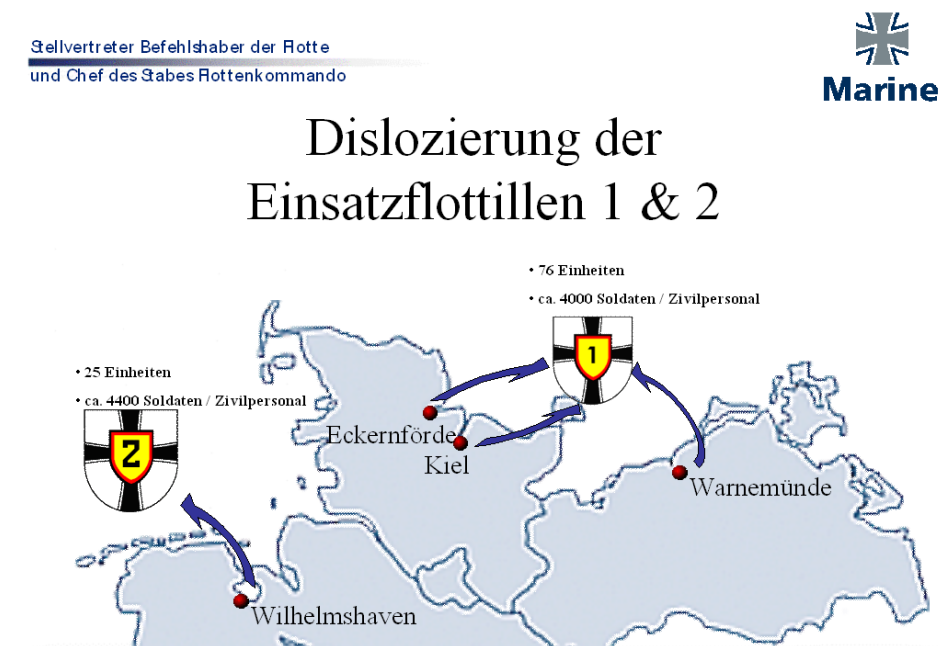 Stellvertreter Befehlshaber der Flotte
und Chef des Stabes Flottenkommando
Marine
Dislozierung der
Einsatzflottillen 1 & 2
• 76 Einheiten
• ca. 4000 Soldaten / Zivilpersonal
1
• 25 Einheiten
• ca. 4400 Soldaten / Zivilpersonal
2
Eckernförde
Kiel
Warnemünde
Wilhelmshaven